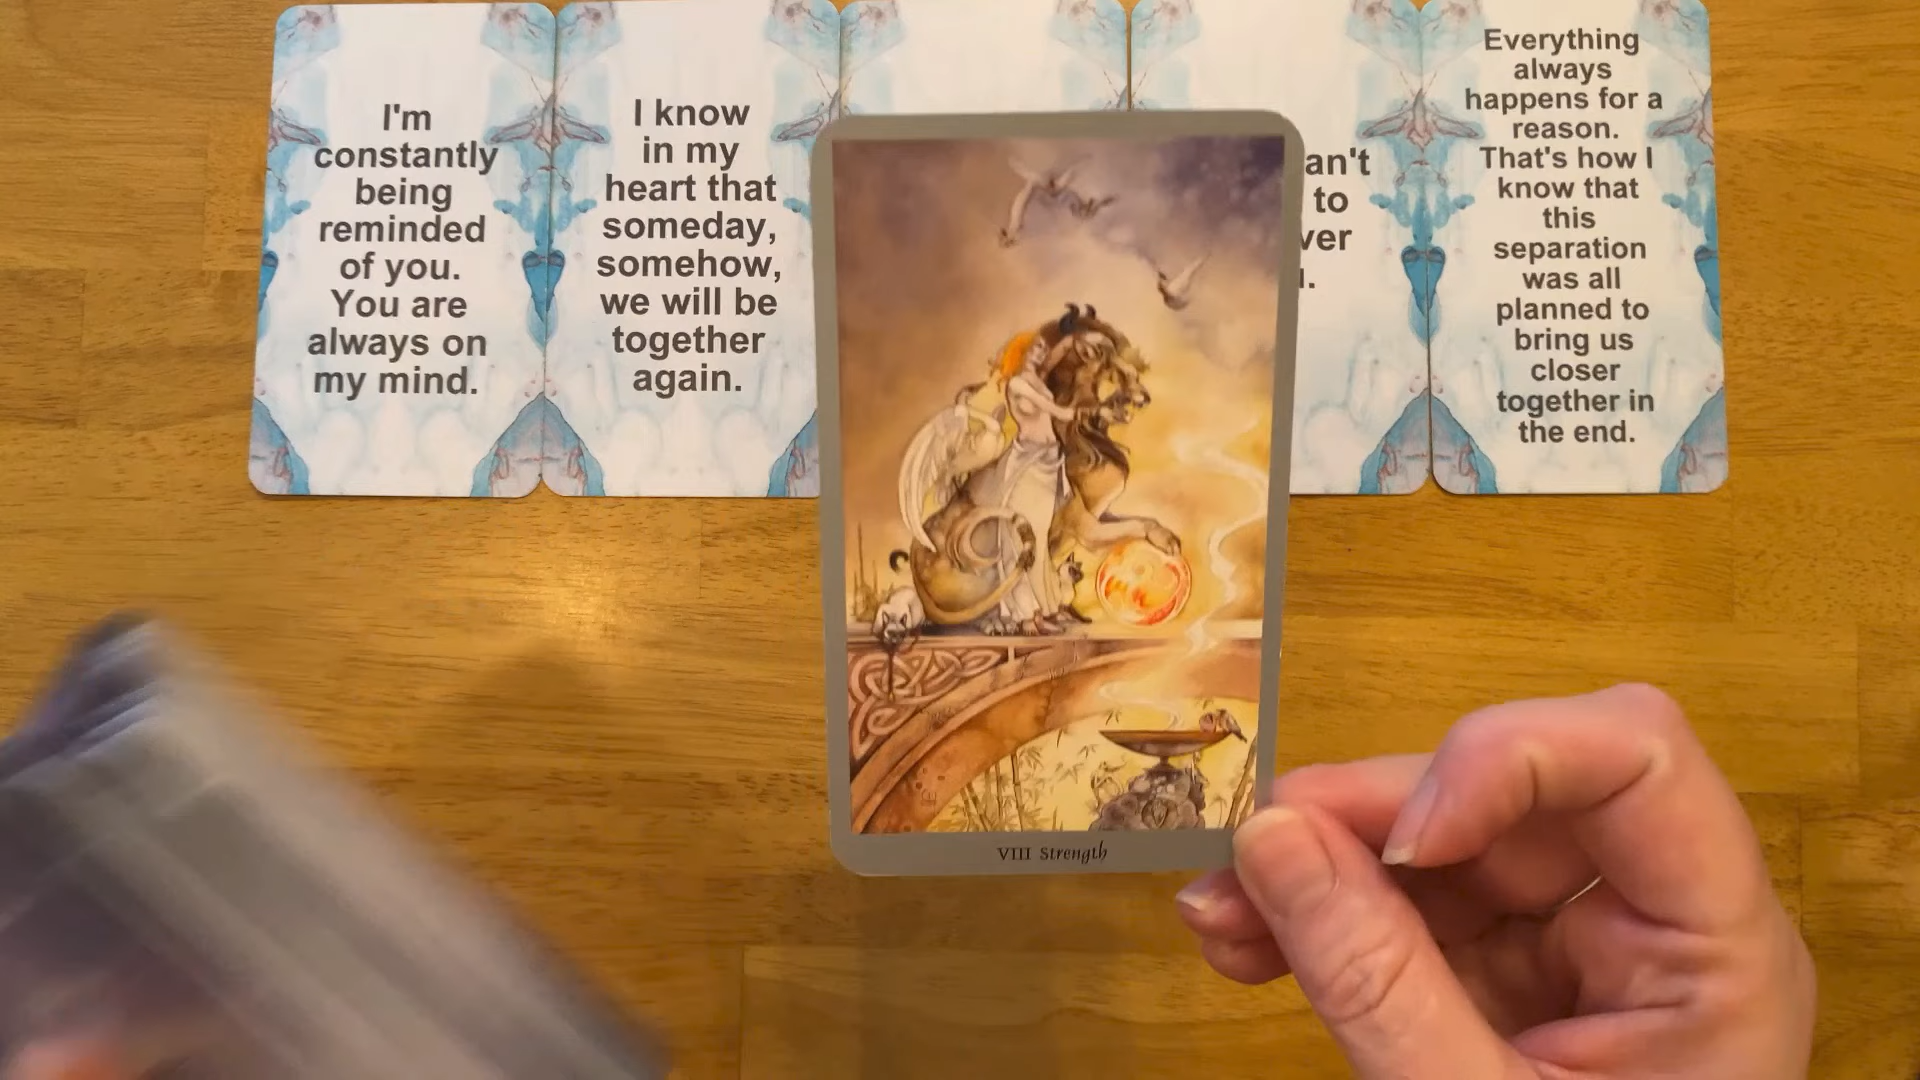 I'm
constantly
being
reminded
of you.
You are
always on
my mind.
I know
in my
heart that
someday,
somehow,
we will be
together
again.
to
Everything
always
happens for a
reason.
That's how I
know that
this
separation
was all
planned to
bring us
closer
together in
the end.
VIII Strength